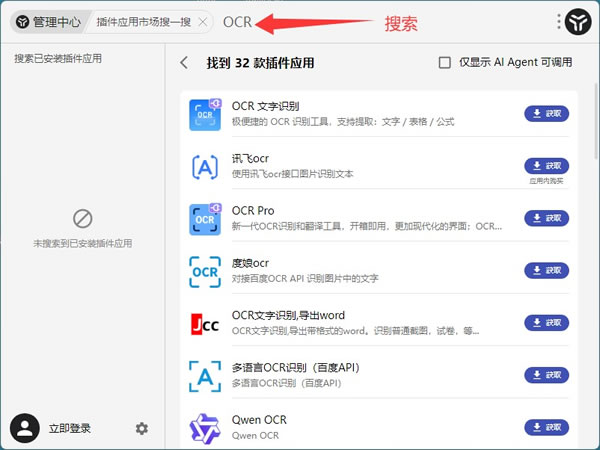 管理中心
插件应用市场搜一搜
OCR
搜索
搜索已安装插件应用
找到 32 款插件应用
仅显示 AI Agent 可调用
OCR 文字识别
极便捷的 OCR 识别工具，支持提取：文字 / 表格 / 公式
获取
讯飞ocr
使用讯飞ocr接口图片识别文本
获取
应用内购买
OCR Pro
新一代OCR识别和翻译工具，开箱即用，更加现代化的界面；OCR...
获取
未搜索到已安装插件应用
OCR
度娘ocr
对接百度OCR API 识别图片中的文字
获取
Jcc
OCR文字识别,导出word
OCR文字识别,导出带格式的word。识别普通截图，试卷，等...
获取
多语言OCR识别（百度API）
多语言OCR识别（百度API）
获取
Qwen OCR
Qwen OCR
获取
立即登录